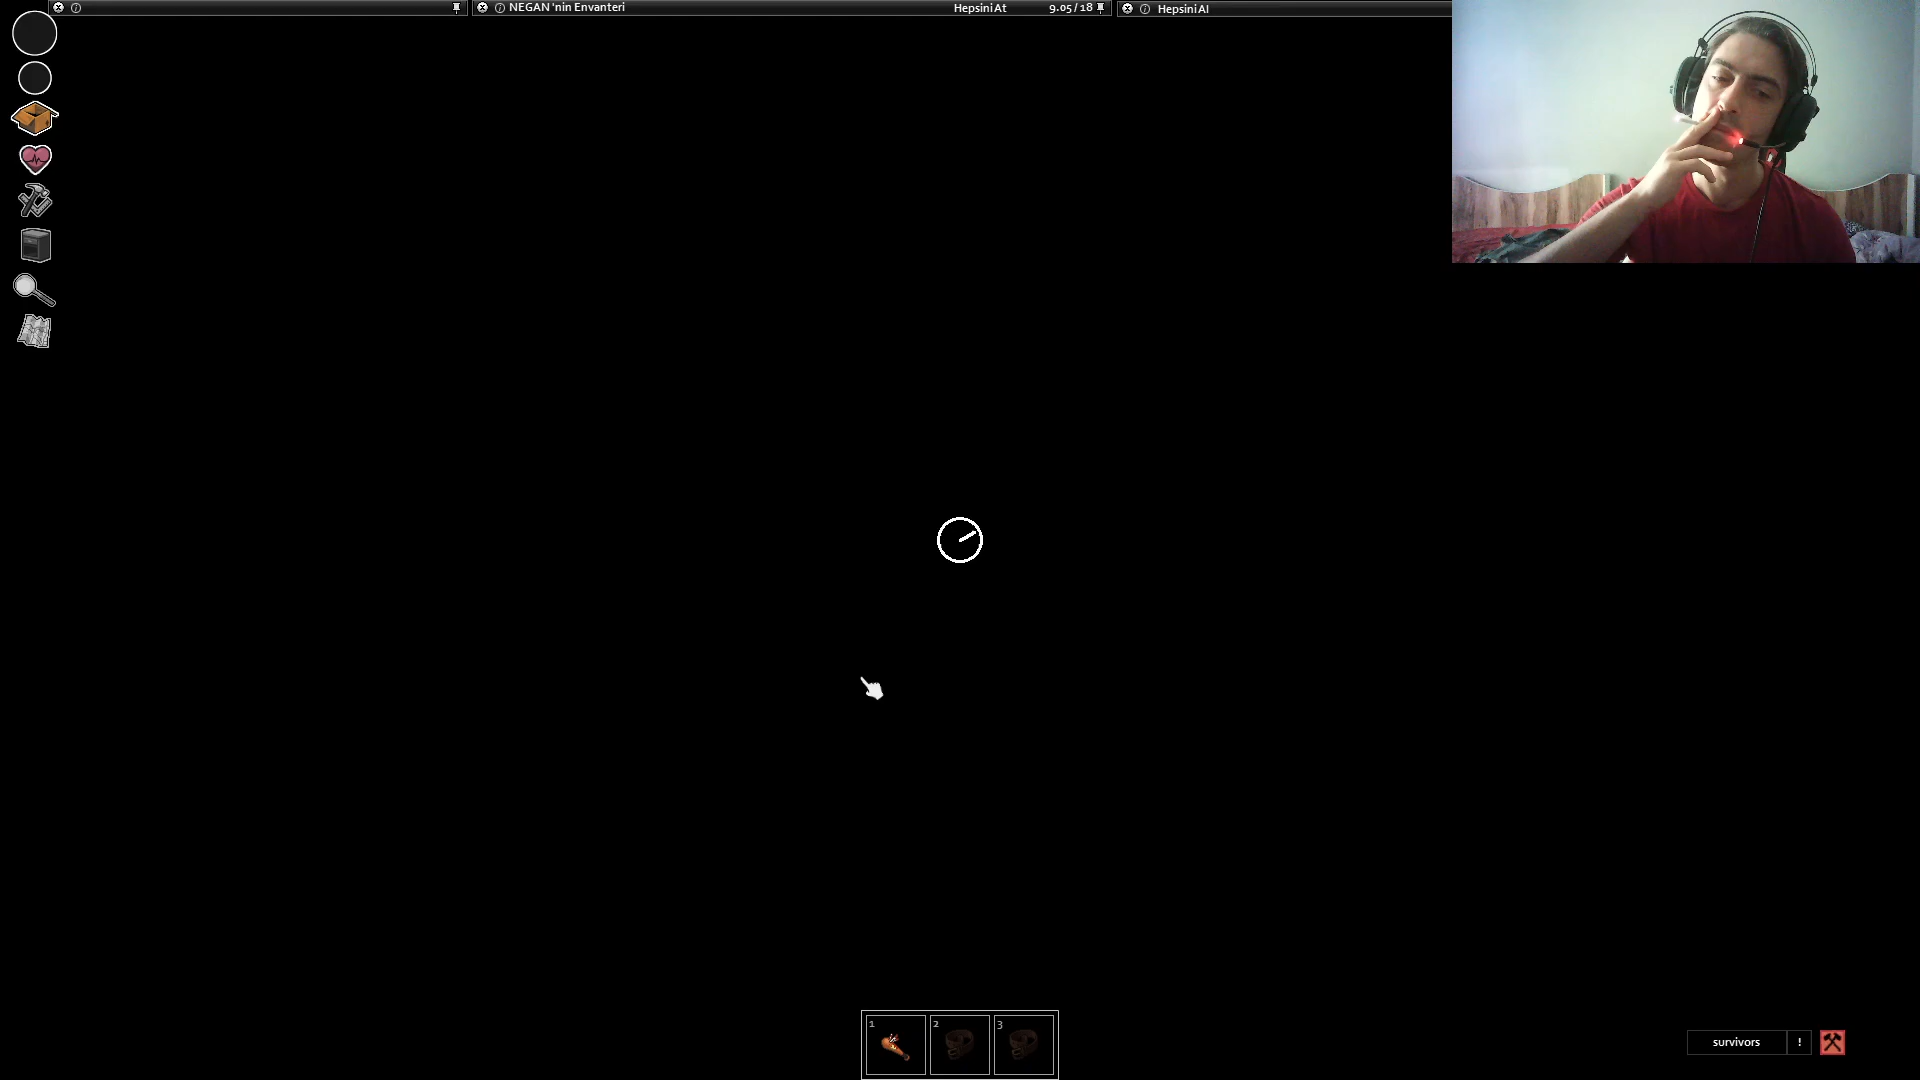 NEGAN 'nin Envanteri
Hepsini At
9.05 / 18
Hepsini Al
1
2
3
survivors
!